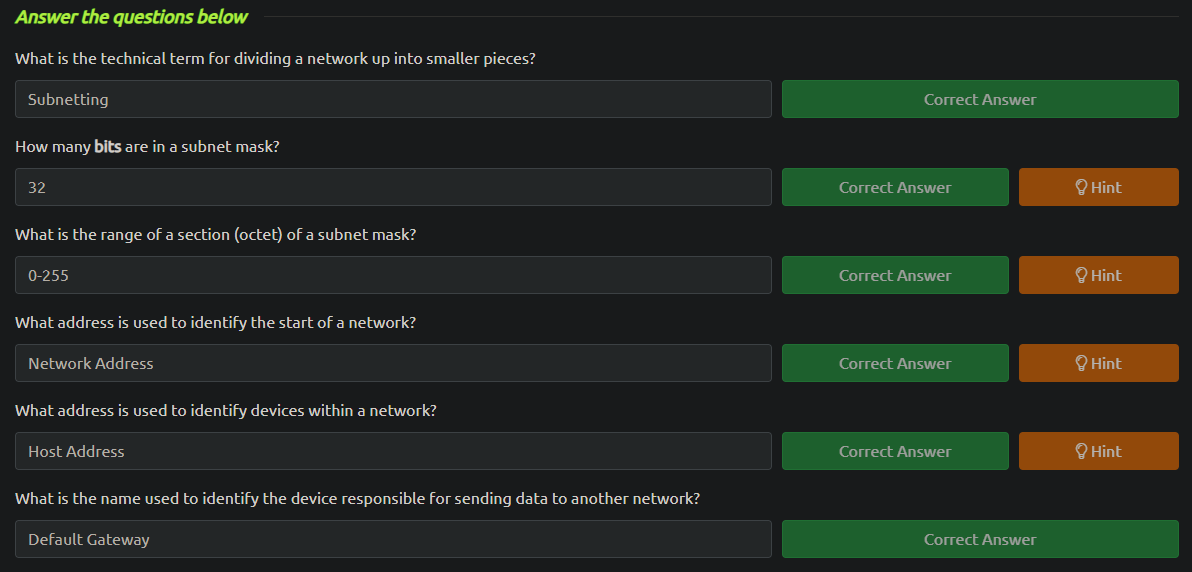 Answer the questions below
What is the technical term for dividing a network up into smaller pieces?
Subnetting
Correct Answer
How many bits are in a subnet mask?
32
Correct Answer
Hint
What is the range of a section (octet) of a subnet mask?
0-255
Correct Answer
Hint
What address is used to identify the start of a network?
Network Address
Correct Answer
Hint
What address is used to identify devices within a network?
Host Address
Correct Answer
Hint
What is the name used to identify the device responsible for sending data to another network?
Default Gateway
Correct Answer